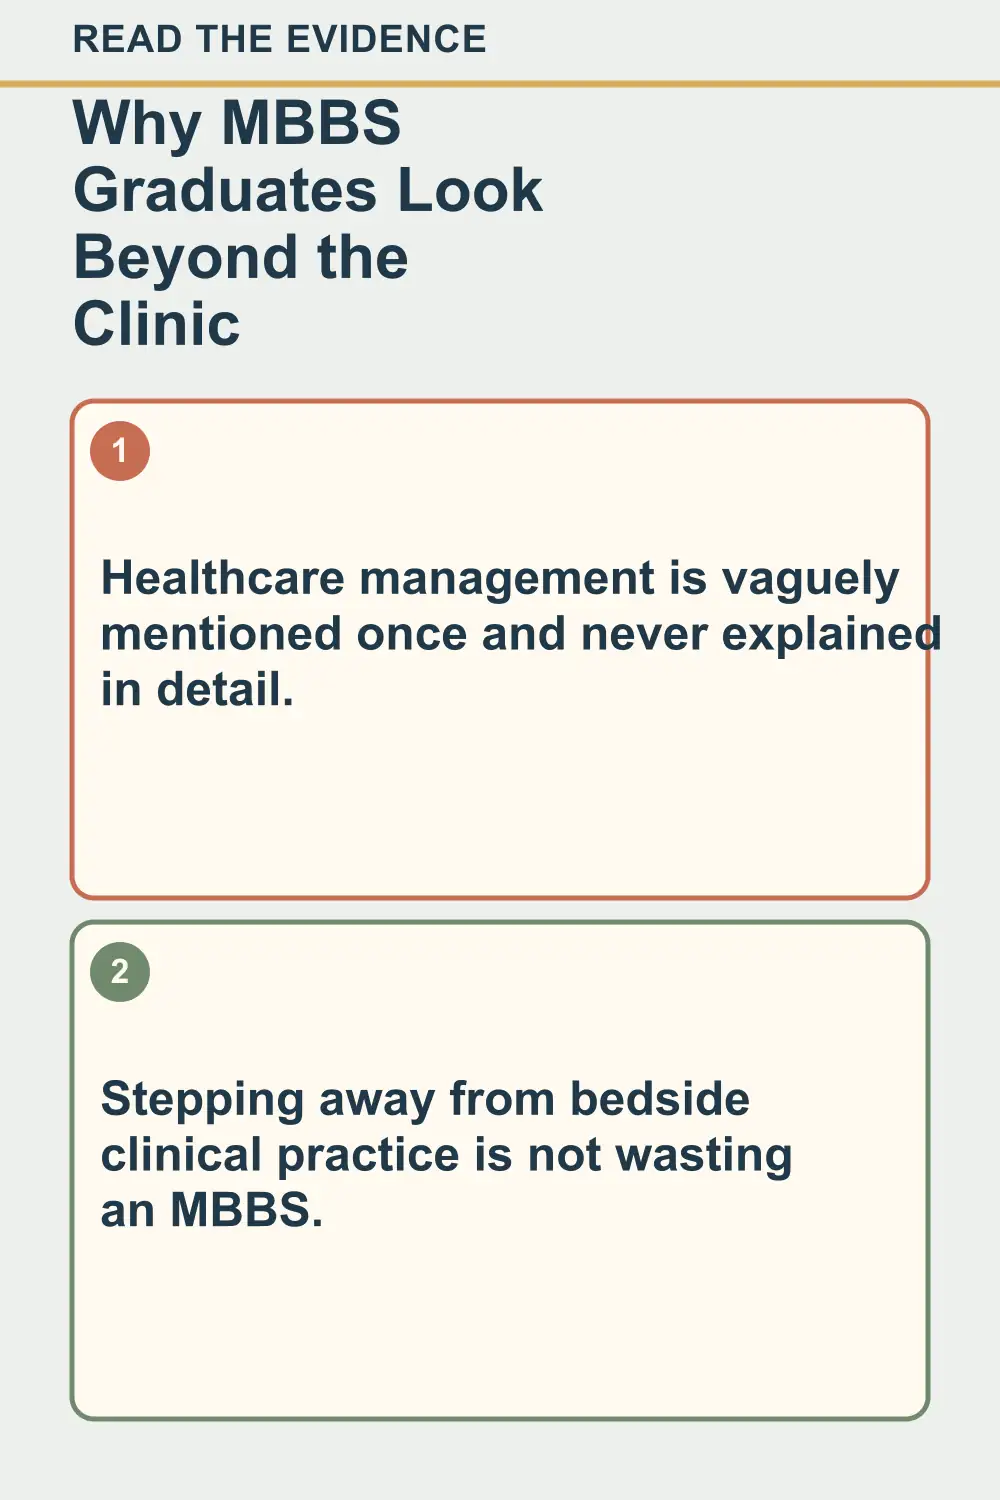 READ THE EVIDENCE
Why MBBS
Graduates Look
Beyond the
Clinic
1
Healthcare management is vaguely
mentioned once and never explained
in detail.
2
Stepping away from bedside
clinical practice is not wasting
an MBBS.